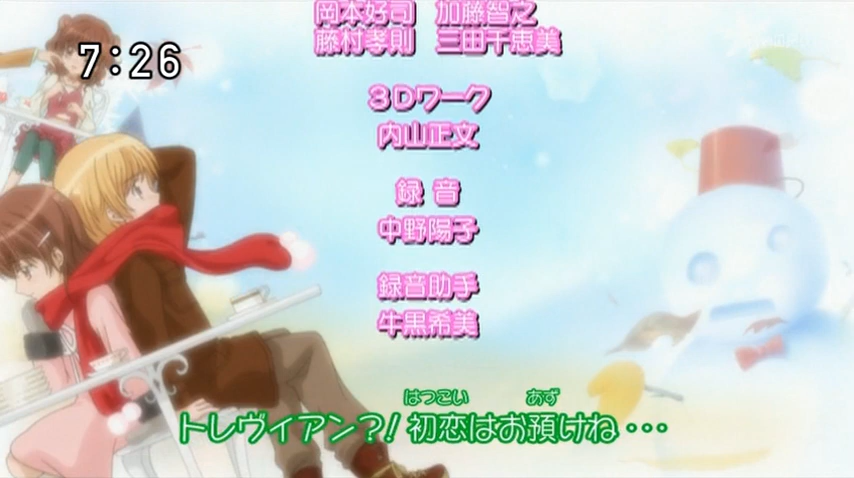 7:26
岡本好司　加藤智之
藤村孝則　三田千恵美
3Dワーク
内山正文
録 音
中野陽子
録音助手
牛黒希美
はつこい　あず
トレヴィアン?! 初恋はお預けね・・・